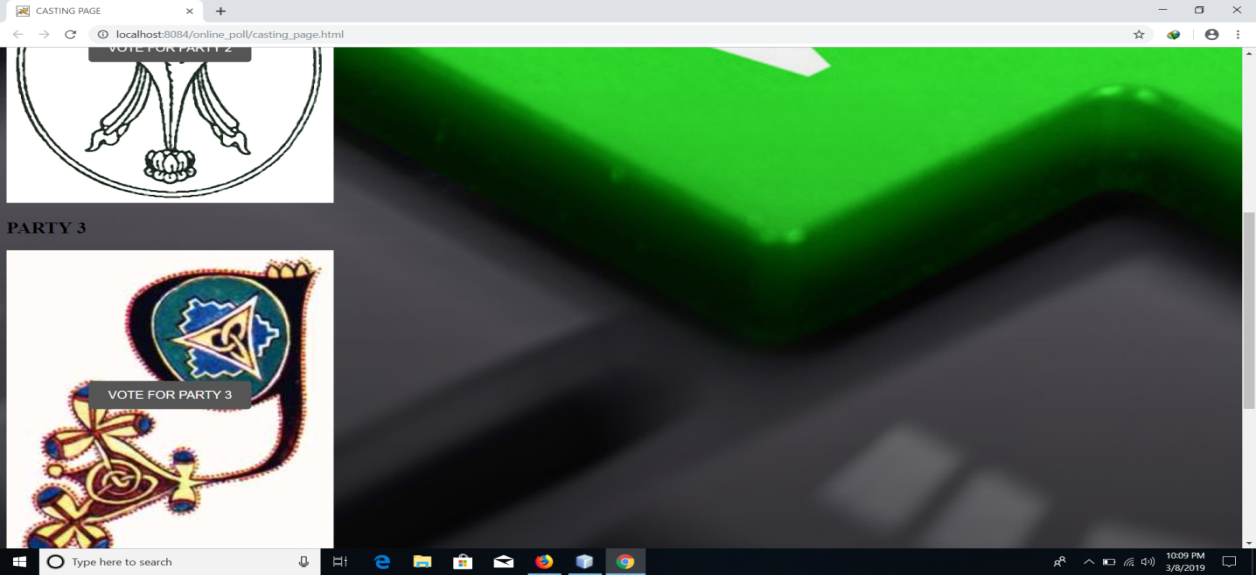 CASTING PAGE
localhost:8084/online_poll/casting_page.html
VOTE FOR PARTY 2
PARTY 3
VOTE FOR PARTY 3
Type here to search
10:09 PM
3/8/2019